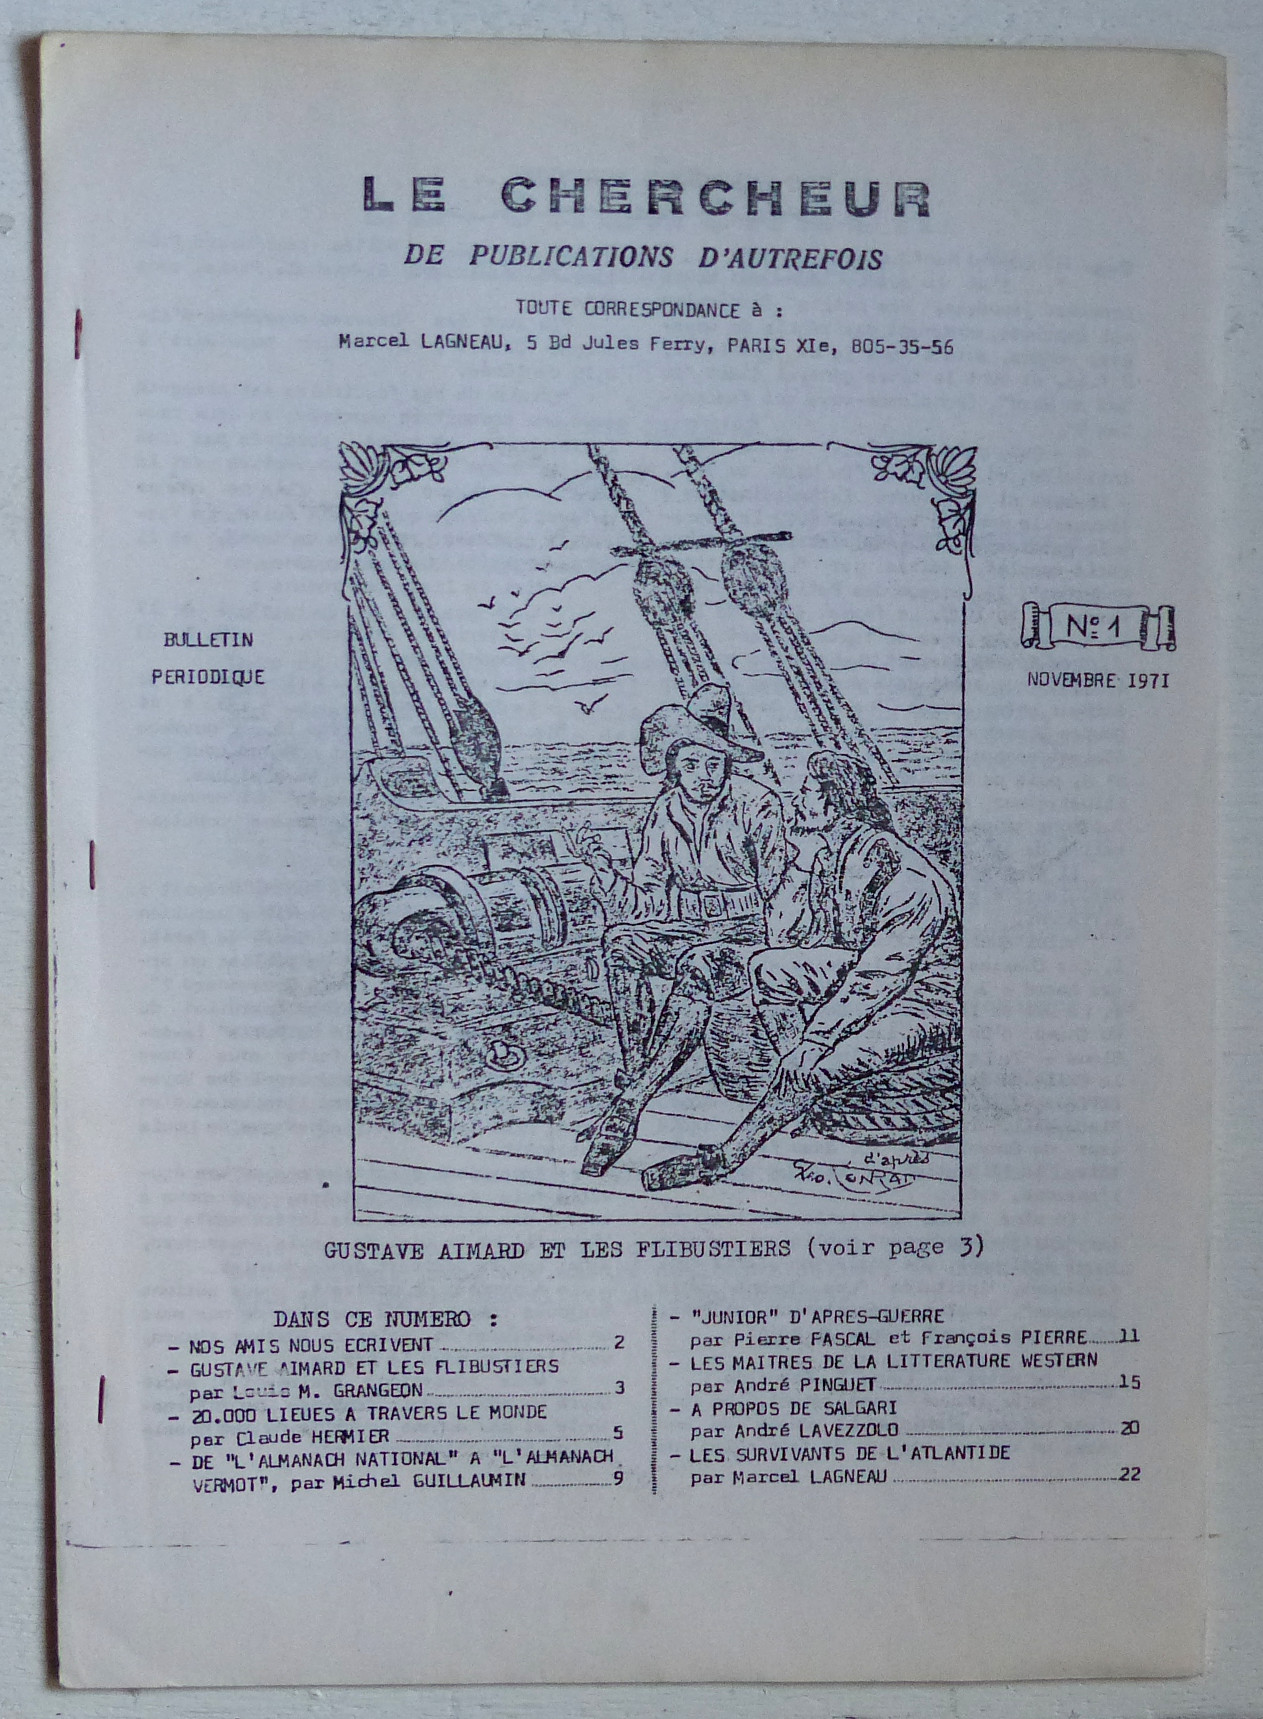 LE CHERCHEUR
DE PUBLICATIONS D'AUTREFOIS
TOUTE CORRESPONDANCE à :
Marcel LAGNEAU, 5 Bd Jules Ferry, PARIS XIe, 805-35-56
BULLETIN
PERIODIQUE
Nº 1
NOVEMBRE 1971
d'après
Géo. CONRAD
GUSTAVE AIMARD ET LES FLIBUSTIERS (voir page 3)
DANS CE NUMERO :
- NOS AMIS NOUS ECRIVENT 2
- GUSTAVE AIMARD ET LES FLIBUSTIERS
par Louis M. GRANGEON 3
- 20.000 LIEUES A TRAVERS LE MONDE
par Claude HERMIER 5
- DE "L'ALMANACH NATIONAL" A "L'ALMANACH
VERMOT", par Michel GUILLAUMIN 9
- "JUNIOR" D'APRES-GUERRE
par Pierre PASCAL et François PIERRE 11
- LES MAITRES DE LA LITTERATURE WESTERN
par André PINGUET 15
- A PROPOS DE SALGARI
par André LAVEZZOLO 20
- LES SURVIVANTS DE L'ATLANTIDE
par Marcel LAGNEAU 22